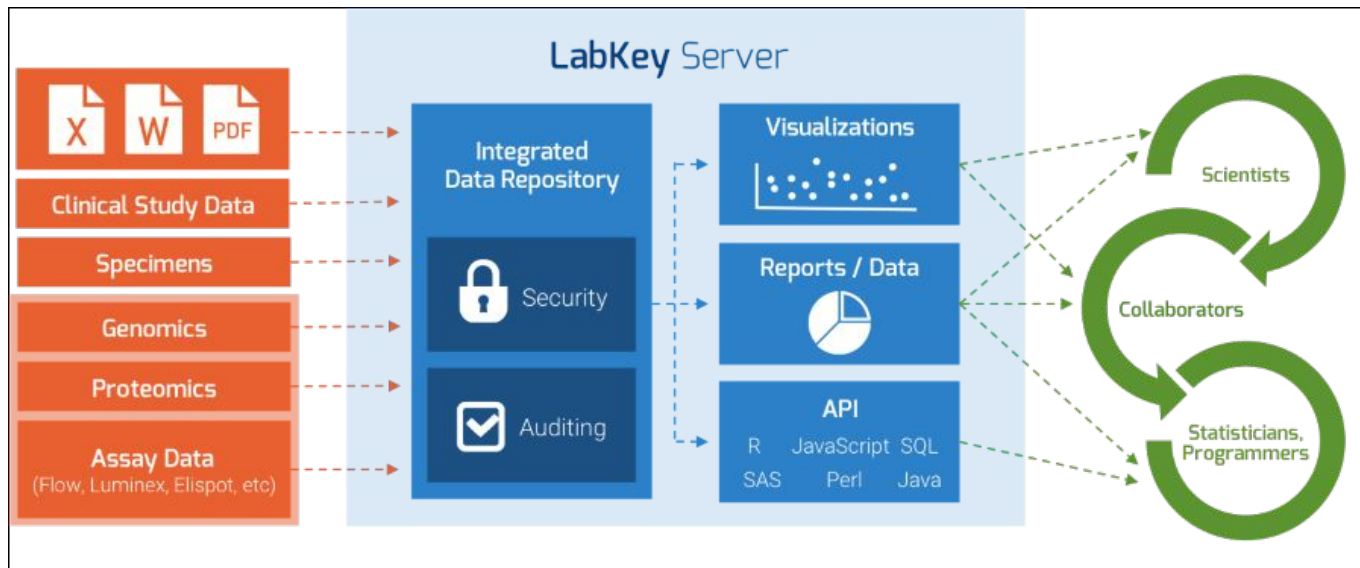 LabKey Server
X
W
PDF
Clinical Study Data
Specimens
Genomics
Proteomics
Assay Data
(Flow, Luminex, Elispot, etc)
Integrated
Data Repository
Security
Auditing
Visualizations
Reports / Data
API
R JavaScript SQL
SAS Perl Java
Scientists
Collaborators
Statisticians,
Programmers